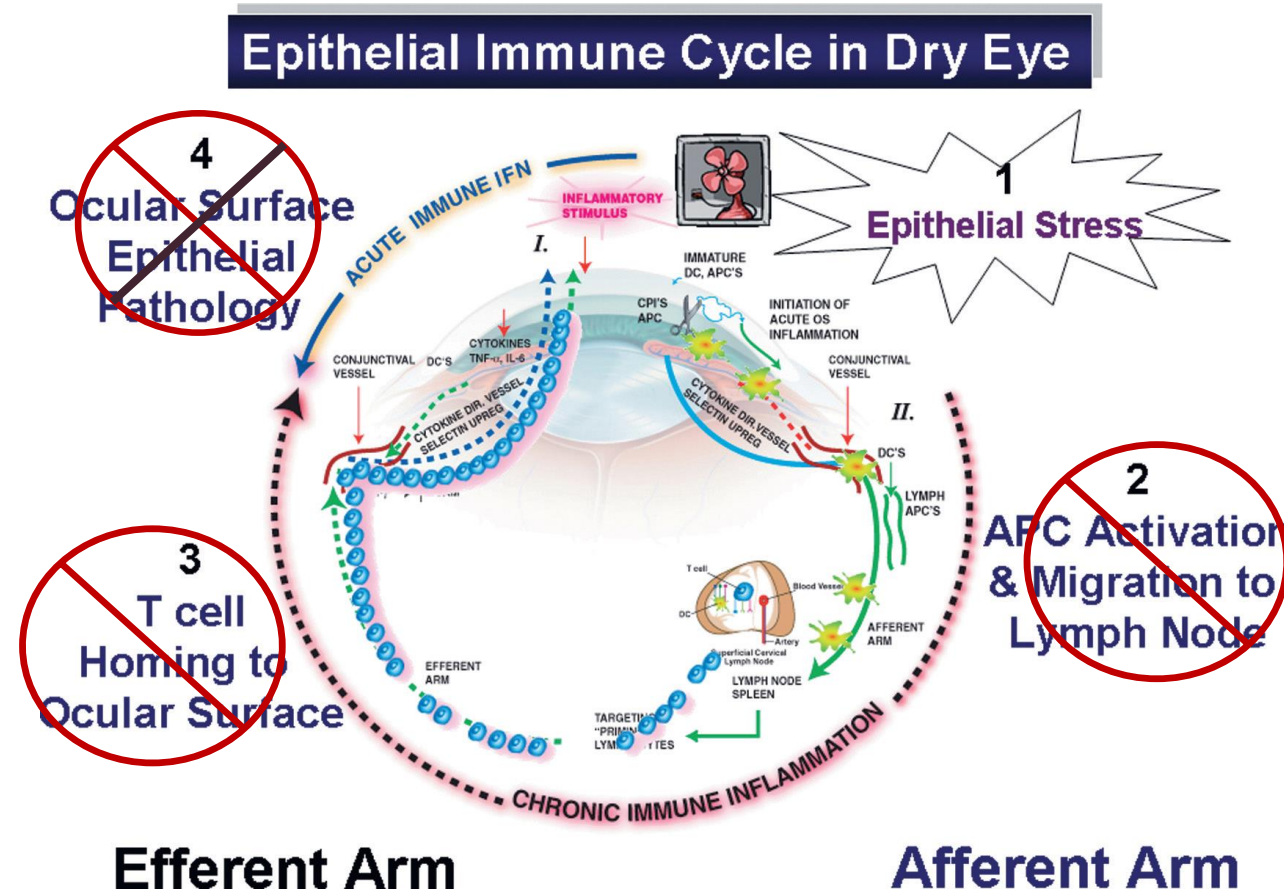 Epithelial Immune Cycle in Dry Eye
4
Ocular Surface
Epithelial
Pathology
ACUTE IMMUNE IFN
INFLAMMATORY
STIMULUS
1
Epithelial Stress
I.
IMMATURE
DC, APC'S
CPI'S
APC
INITIATION OF
ACUTE OS
INFLAMMATION
CONJUNCTIVAL
VESSEL
DC'S
CYTOKINES
TNF-α, IL-6
CYTOKINE DIR. VESSEL
SELECTIN UPREG
CYTOKINE DIR. VESSEL
SELECTIN UPREG
CONJUNCTIVAL
VESSEL
II.
DC'S
LYMPH
APC'S
2
APC Activation
& Migration to
Lymph Node
3
T cell
Homing to
Ocular Surface
T cell
Blood Vessel
DC
Artery
Superficial Cervical
Lymph Node
AFFERENT
ARM
EFFERENT
ARM
LYMPH NODE
SPLEEN
TARGETING
"PRIMIN
LYM YTES
CHRONIC IMMUNE INFLAMMATION
Efferent Arm
Afferent Arm